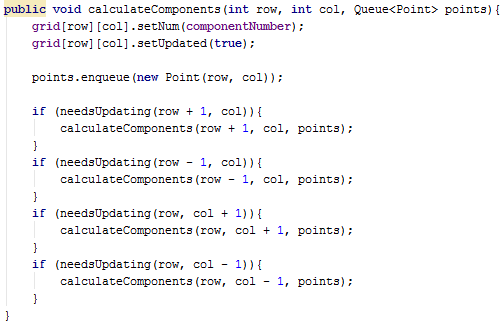 public void calculateComponents(int row, int col, Queue<Point> points){
    grid[row][col].setNum(componentNumber);
    grid[row][col].setUpdated(true);

    points.enqueue(new Point(row, col));

    if (needsUpdating(row + 1, col)){
        calculateComponents(row + 1, col, points);
    }
    if (needsUpdating(row - 1, col)){
        calculateComponents(row - 1, col, points);
    }
    if (needsUpdating(row, col + 1)){
        calculateComponents(row, col + 1, points);
    }
    if (needsUpdating(row, col - 1)){
        calculateComponents(row, col - 1, points);
    }
}